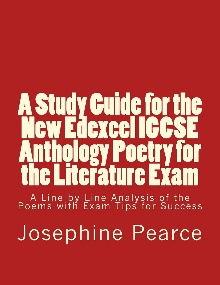 A Study Guide for the
New Edexcel IGCSE
Anthology Poetry for
the Literature Exam
A Line by Line Analysis of the
Poems with Exam Tips for Success
Josephine Pearce